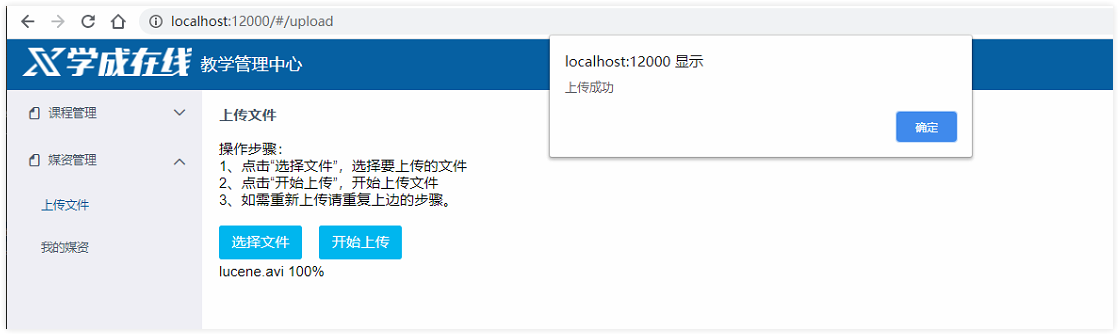 localhost:12000/#/upload
localhost:12000 显示
上传成功
确定
学成在线 教学管理中心
课程管理
媒资管理
上传文件
我的媒资
上传文件
操作步骤：
1、点击“选择文件”，选择要上传的文件
2、点击“开始上传”，开始上传文件
3、如需重新上传请重复上边的步骤。
选择文件 开始上传
lucene.avi 100%